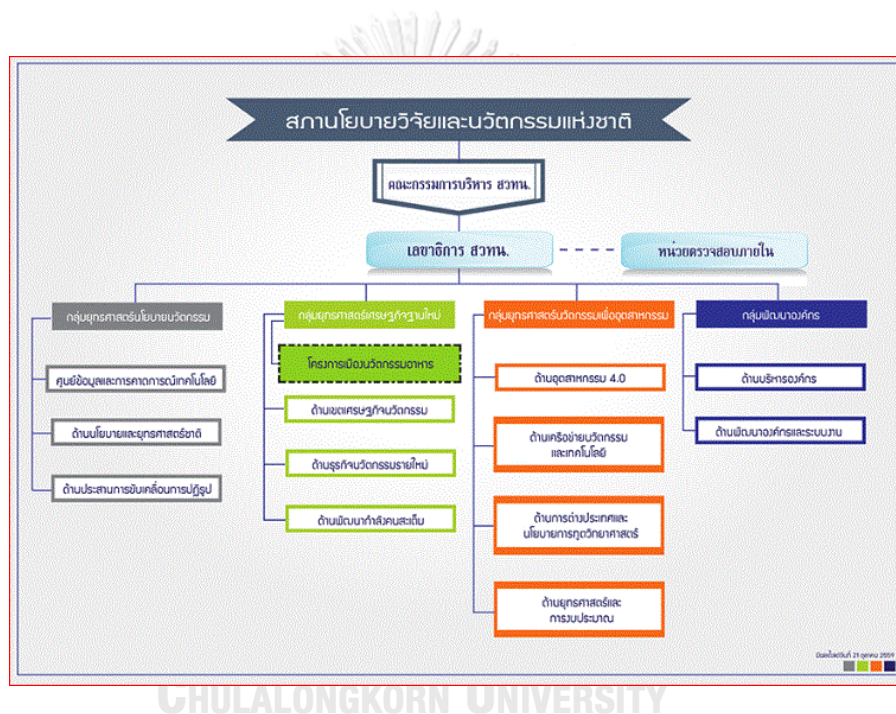 สภานโยบายวิจัยและนวัตกรรมแห่งชาติ
คณะกรรมการบริหาร สวทน.
เลขาธิการ สวทน.
หน่วยตรวจสอบภายใน
กลุ่มยุทธศาสตร์นโยบายนวัตกรรม
ศูนย์ข้อมูลและการคาดการณ์เทคโนโลยี
ด้านนโยบายและยุทธศาสตร์ชาติ
ด้านประสานการขับเคลื่อนการปฏิรูป
กลุ่มยุทธศาสตร์เศรษฐกิจฐานใหม่
โครงการเมืองนวัตกรรมอาหาร
ด้านเขตเศรษฐกิจนวัตกรรม
ด้านธุรกิจนวัตกรรมรายใหม่
ด้านพัฒนากำลังคนสะเต็ม
กลุ่มยุทธศาสตร์นวัตกรรมเพื่ออุตสาหกรรม
ด้านอุตสาหกรรม 4.0
ด้านเครือข่ายนวัตกรรม
และเทคโนโลยี
ด้านการต่างประเทศและ
นโยบายการทูตวิทยาศาสตร์
ด้านยุทธศาสตร์และ
การงบประมาณ
กลุ่มพัฒนาองค์กร
ด้านบริหารองค์กร
ด้านพัฒนาองค์กรและระบบงาน
มีผลตั้งแต่วันที่ 21 ตุลาคม 2559
CHULALONGKORN UNIVERSITY